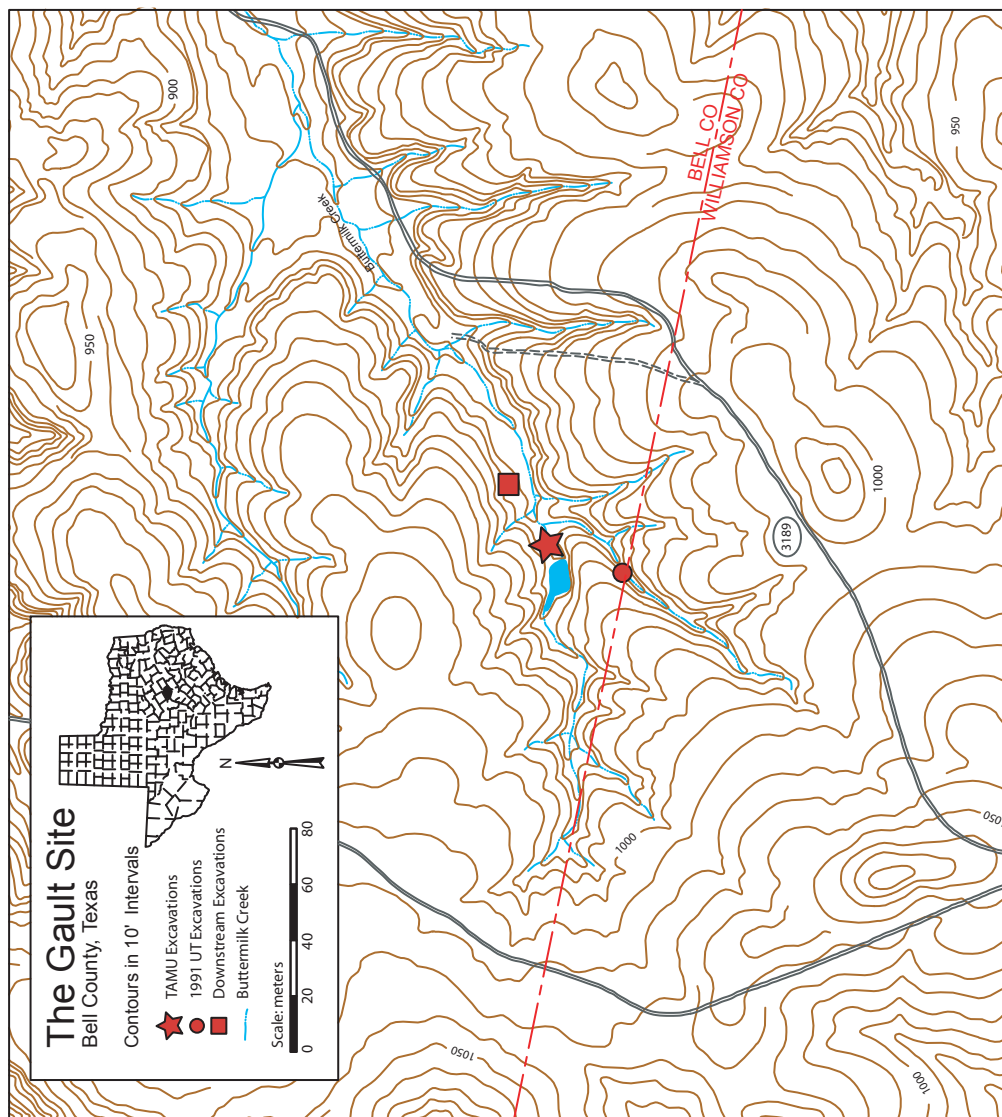 The Gault Site
Bell County, Texas
Contours in 10' Intervals
TAMU Excavations
1991 UT Excavations
Downstream Excavations
Buttermilk Creek
Scale: meters
0 20 40 60 80
N
900
950
Buttermilk Creek
BELL CO
WILLIAMSON CO
950
1000
3189
1000
1050
1050
1000